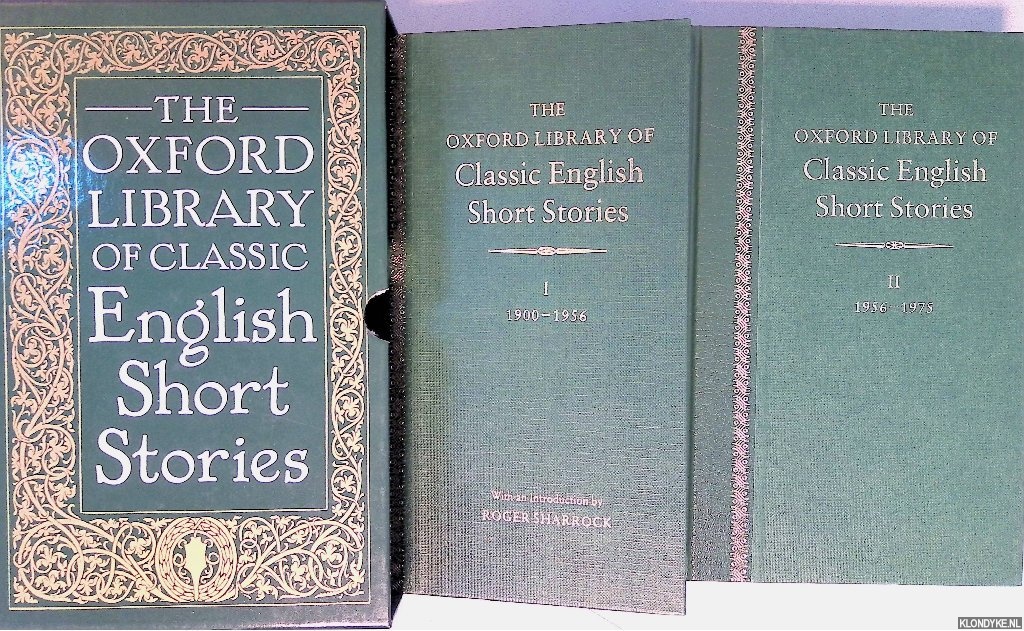 THE
OXFORD
LIBRARY
OF CLASSIC
English
Short
Stories
THE
OXFORD LIBRARY OF
Classic English
Short Stories
I
1900-1956
With an Introduction by
ROGER SHARROCK
THE
OXFORD LIBRARY OF
Classic English
Short Stories
II
1956-1975
KLONDYKE.NL